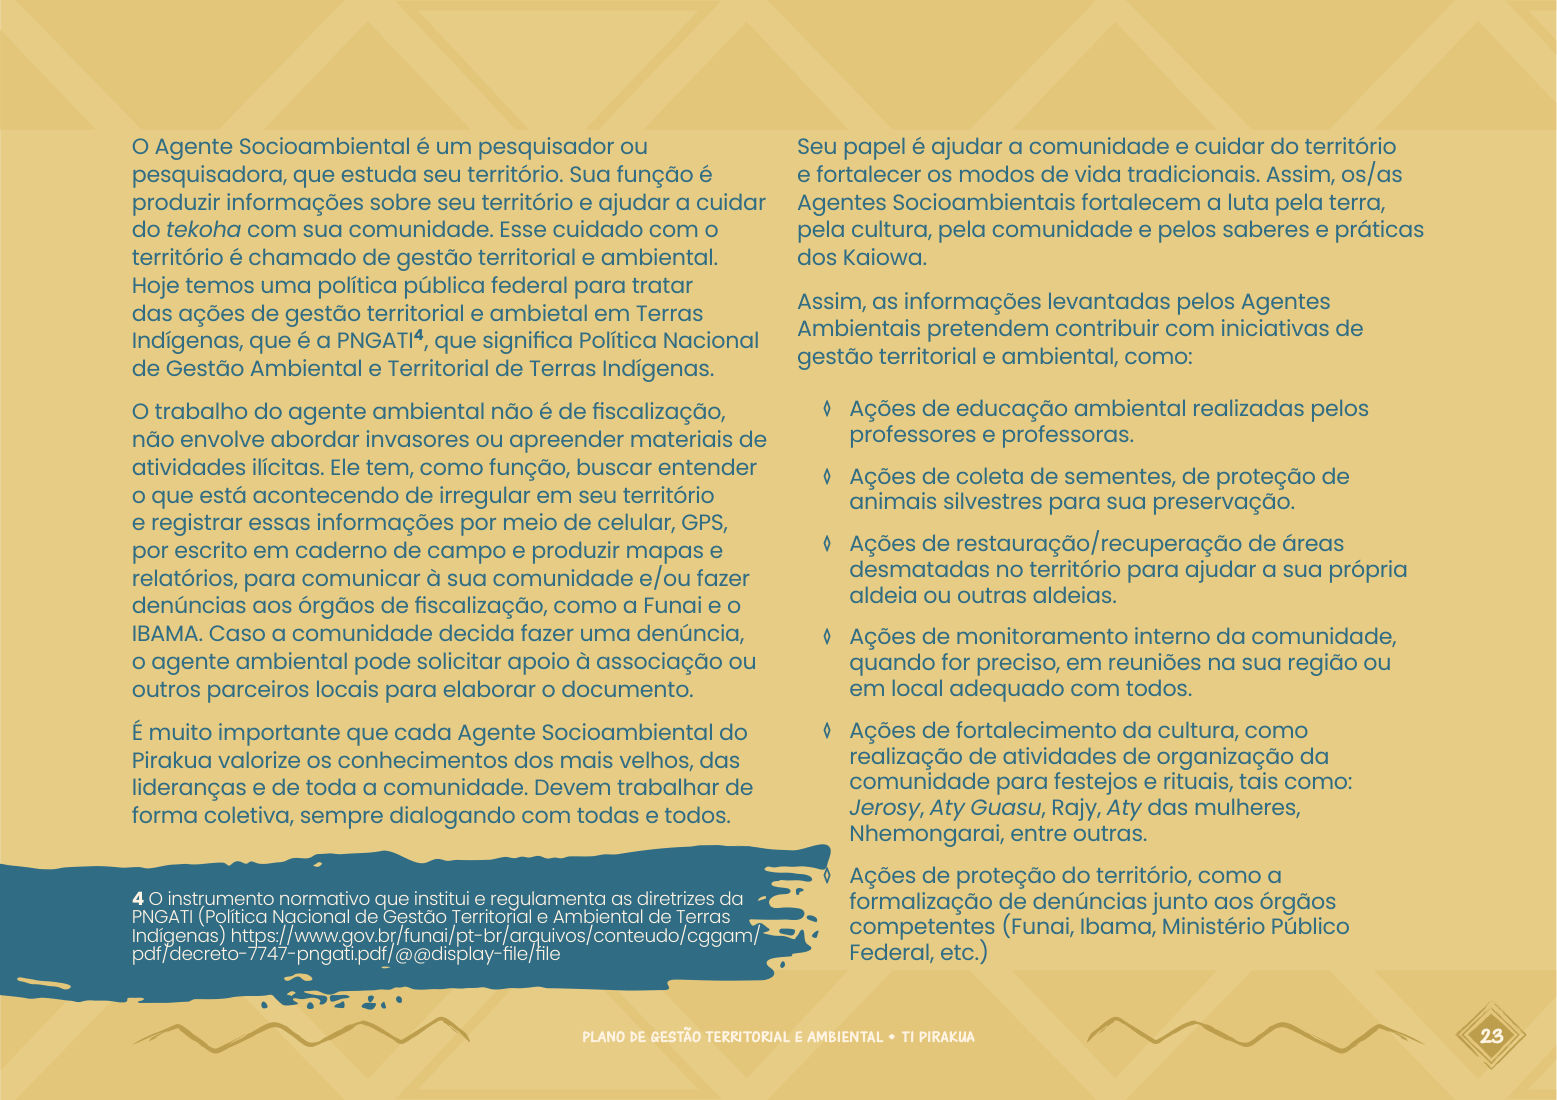 O Agente Socioambiental é um pesquisador ou
pesquisadora, que estuda seu território. Sua função é
produzir informações sobre seu território e ajudar a cuidar
do tekoha com sua comunidade. Esse cuidado com o
território é chamado de gestão territorial e ambiental.
Hoje temos uma política pública federal para tratar
das ações de gestão territorial e ambietal em Terras
Indígenas, que é a PNGATI4, que significa Política Nacional
de Gestão Ambiental e Territorial de Terras Indígenas.
O trabalho do agente ambiental não é de fiscalização,
não envolve abordar invasores ou apreender materiais de
atividades ilícitas. Ele tem, como função, buscar entender
o que está acontecendo de irregular em seu território
e registrar essas informações por meio de celular, GPS,
por escrito em caderno de campo e produzir mapas e
relatórios, para comunicar à sua comunidade e/ou fazer
denúncias aos órgãos de fiscalização, como a Funai e o
IBAMA. Caso a comunidade decida fazer uma denúncia,
o agente ambiental pode solicitar apoio à associação ou
outros parceiros locais para elaborar o documento.
É muito importante que cada Agente Socioambiental do
Pirakua valorize os conhecimentos dos mais velhos, das
lideranças e de toda a comunidade. Devem trabalhar de
forma coletiva, sempre dialogando com todas e todos.
4 O instrumento normativo que institui e regulamenta as diretrizes da
PNGATI (Política Nacional de Gestão Territorial e Ambiental de Terras
Indígenas) https://www.gov.br/funai/pt-br/arquivos/conteudo/cggam/
pdf/decreto-7747-pngati.pdf/@@display-file/file
Seu papel é ajudar a comunidade e cuidar do território
e fortalecer os modos de vida tradicionais. Assim, os/as
Agentes Socioambientais fortalecem a luta pela terra,
pela cultura, pela comunidade e pelos saberes e práticas
dos Kaiowa.
Assim, as informações levantadas pelos Agentes
Ambientais pretendem contribuir com iniciativas de
gestão territorial e ambiental, como:
◊ Ações de educação ambiental realizadas pelos
professores e professoras.
◊ Ações de coleta de sementes, de proteção de
animais silvestres para sua preservação.
◊ Ações de restauração/recuperação de áreas
desmatadas no território para ajudar a sua própria
aldeia ou outras aldeias.
◊ Ações de monitoramento interno da comunidade,
quando for preciso, em reuniões na sua região ou
em local adequado com todos.
◊ Ações de fortalecimento da cultura, como
realização de atividades de organização da
comunidade para festejos e rituais, tais como:
Jerosy, Aty Guasu, Rajy, Aty das mulheres,
Nhemongarai, entre outras.
◊ Ações de proteção do território, como a
formalização de denúncias junto aos órgãos
competentes (Funai, Ibama, Ministério Público
Federal, etc.)
PLANO DE GESTÃO TERRITORIAL E AMBIENTAL • TI PIRAKUA
23